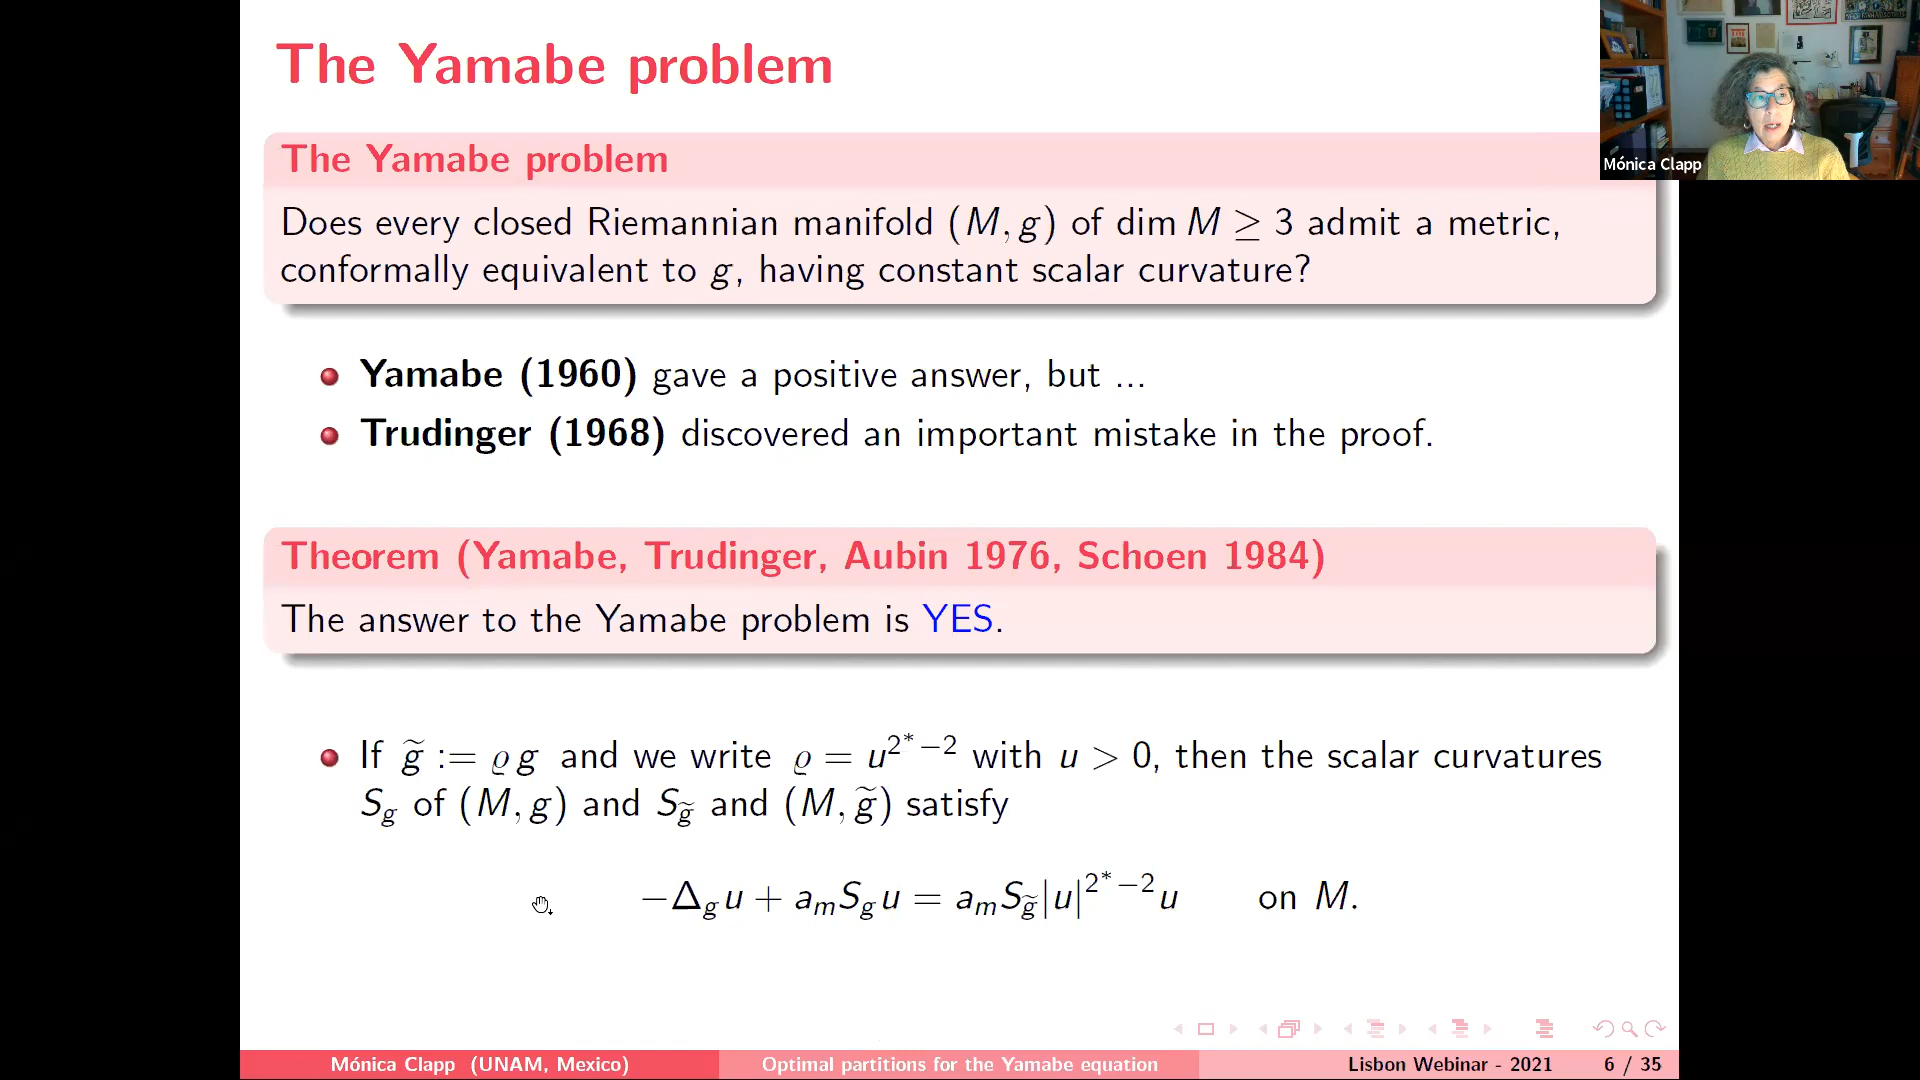 The Yamabe problem
Mónica Clapp
The Yamabe problem
Does every closed Riemannian manifold (M, g) of dim M ≥ 3 admit a metric,
conformally equivalent to g, having constant scalar curvature?
Yamabe (1960) gave a positive answer, but ...
Trudinger (1968) discovered an important mistake in the proof.
Theorem (Yamabe, Trudinger, Aubin 1976, Schoen 1984)
The answer to the Yamabe problem is YES.
If g̃ := ϱ g and we write ϱ = u^{2*−2} with u > 0, then the scalar curvatures
S_g of (M, g) and S_g̃ and (M, g̃) satisfy
−Δ_g u + a_m S_g u = a_m S_g̃ |u|^{2*−2} u on M.
Mónica Clapp (UNAM, Mexico) Optimal partitions for the Yamabe equation Lisbon Webinar - 2021 6 / 35